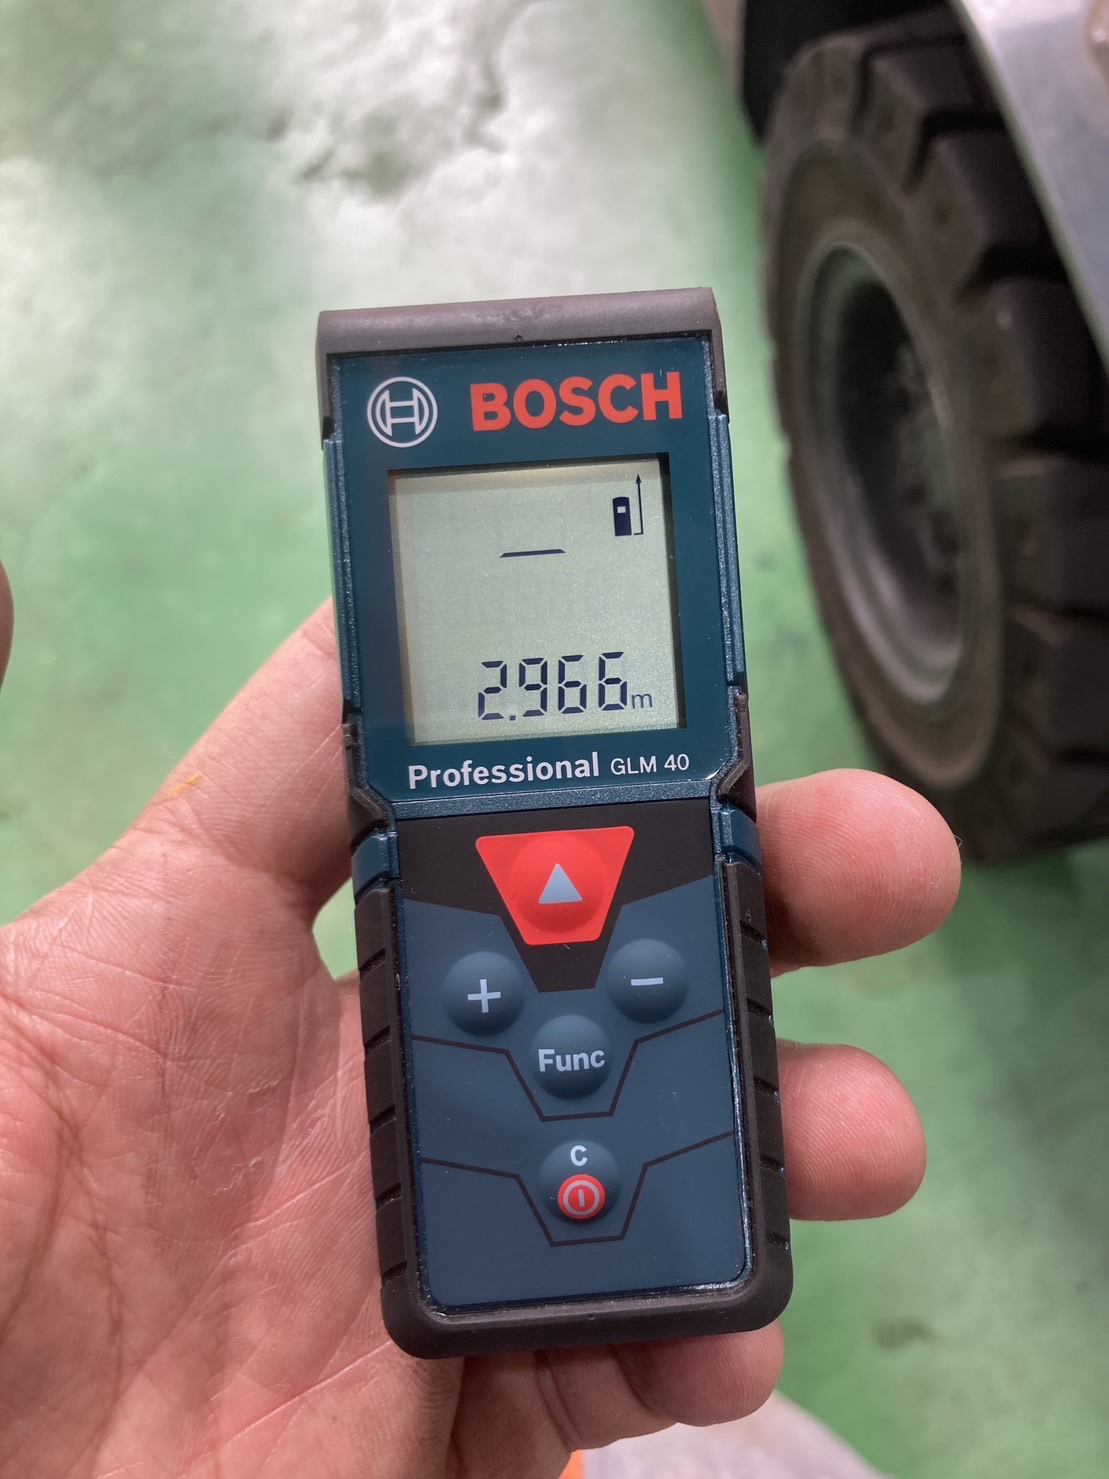 BOSCH
2.966m
Professional GLM 40
+
−
Func
C